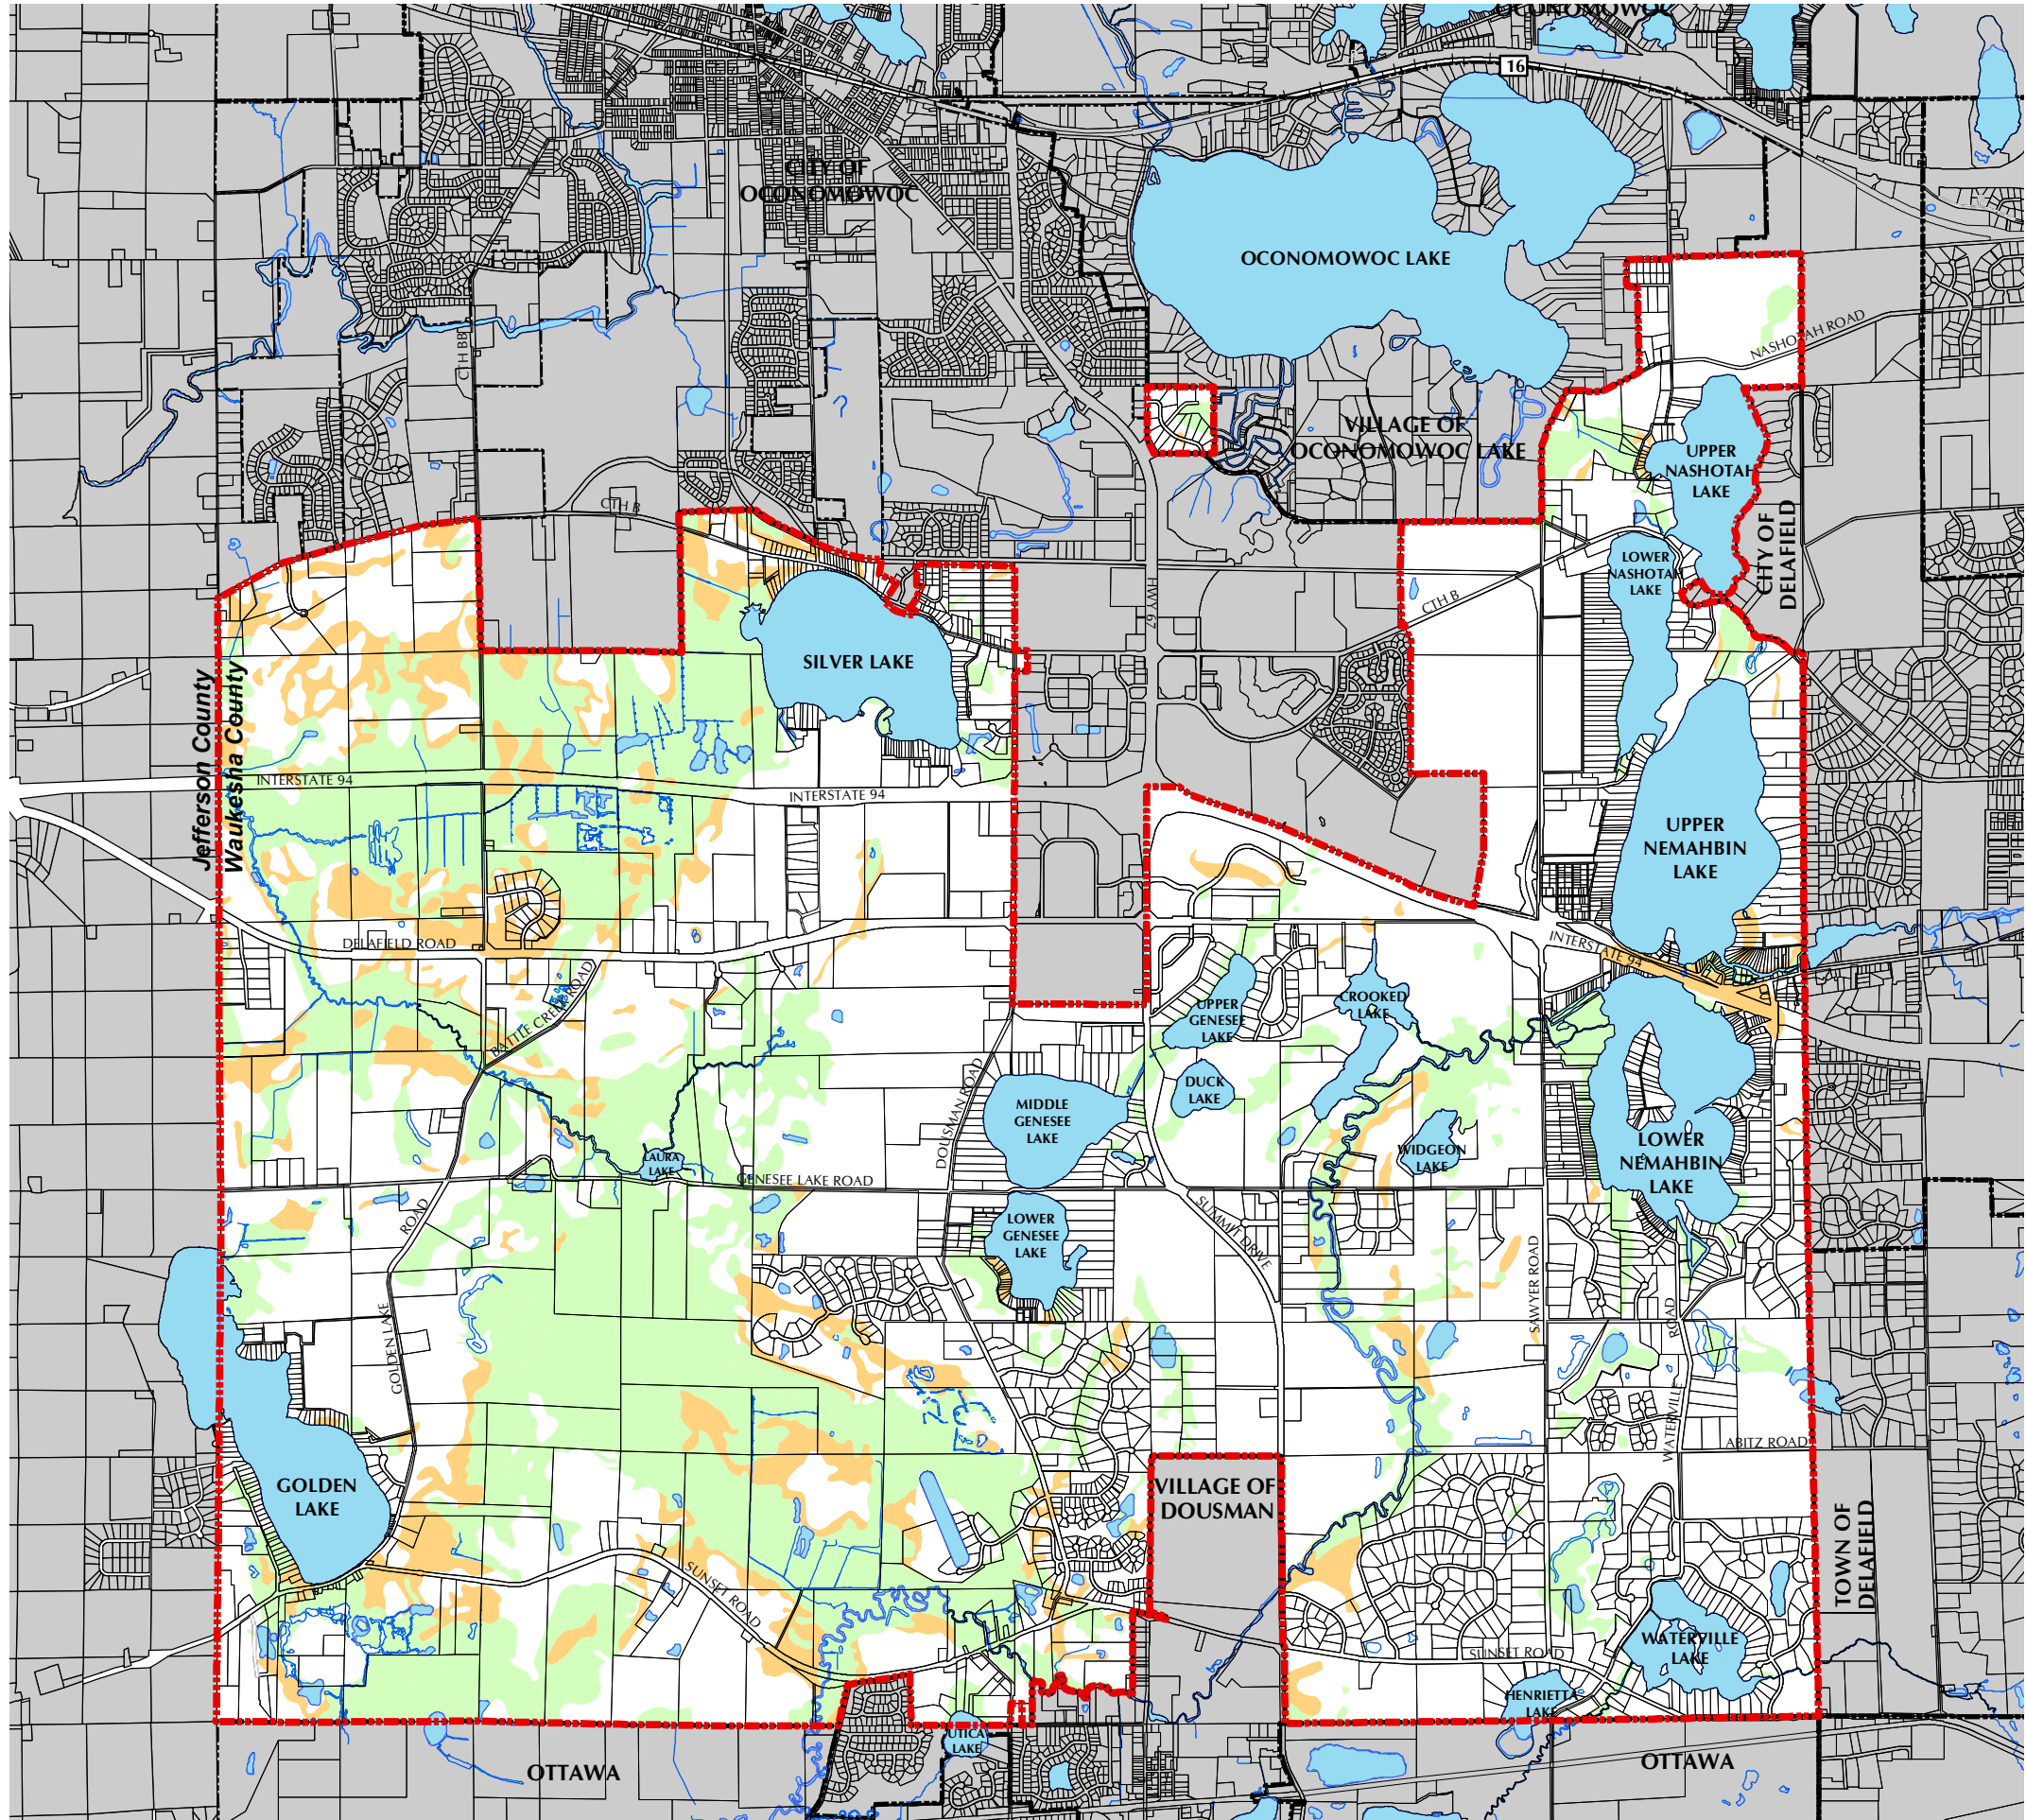 OCONOMOWOC
16
CITY OF
OCONOMOWOC
OCONOMOWOC LAKE
NASHOTAH ROAD
CTH BB
VILLAGE OF
OCONOMOWOC LAKE
UPPER
NASHOTAH
LAKE
CTH B
CITY OF
DELAFIELD
LOWER
NASHOTAH
LAKE
HWY 67
CTH B
SILVER LAKE
Jefferson County
Waukesha County
INTERSTATE 94
INTERSTATE 94
UPPER
NEMAHBIN
LAKE
DELAFIELD ROAD
INTERSTATE 94
BATTLE CREEK ROAD
UPPER
GENESEE
LAKE
CROOKED
LAKE
DUCK
LAKE
MIDDLE
GENESEE
LAKE
DOUSMAN ROAD
LOWER
NEMAHBIN
LAKE
WIDGEON
LAKE
LAURA
LAKE
GENESEE LAKE ROAD
ROAD
LOWER
GENESEE
LAKE
SUMMIT DRIVE
SAWYER ROAD
GOLDEN LAKE
ROAD
WATERVILLE
ABITZ ROAD
GOLDEN
LAKE
VILLAGE OF
DOUSMAN
TOWN OF
DELAFIELD
SUNSET ROAD
WATERVILLE
LAKE
SUNSET ROAD
HENRIETTA
LAKE
UTICA
LAKE
OTTAWA
OTTAWA